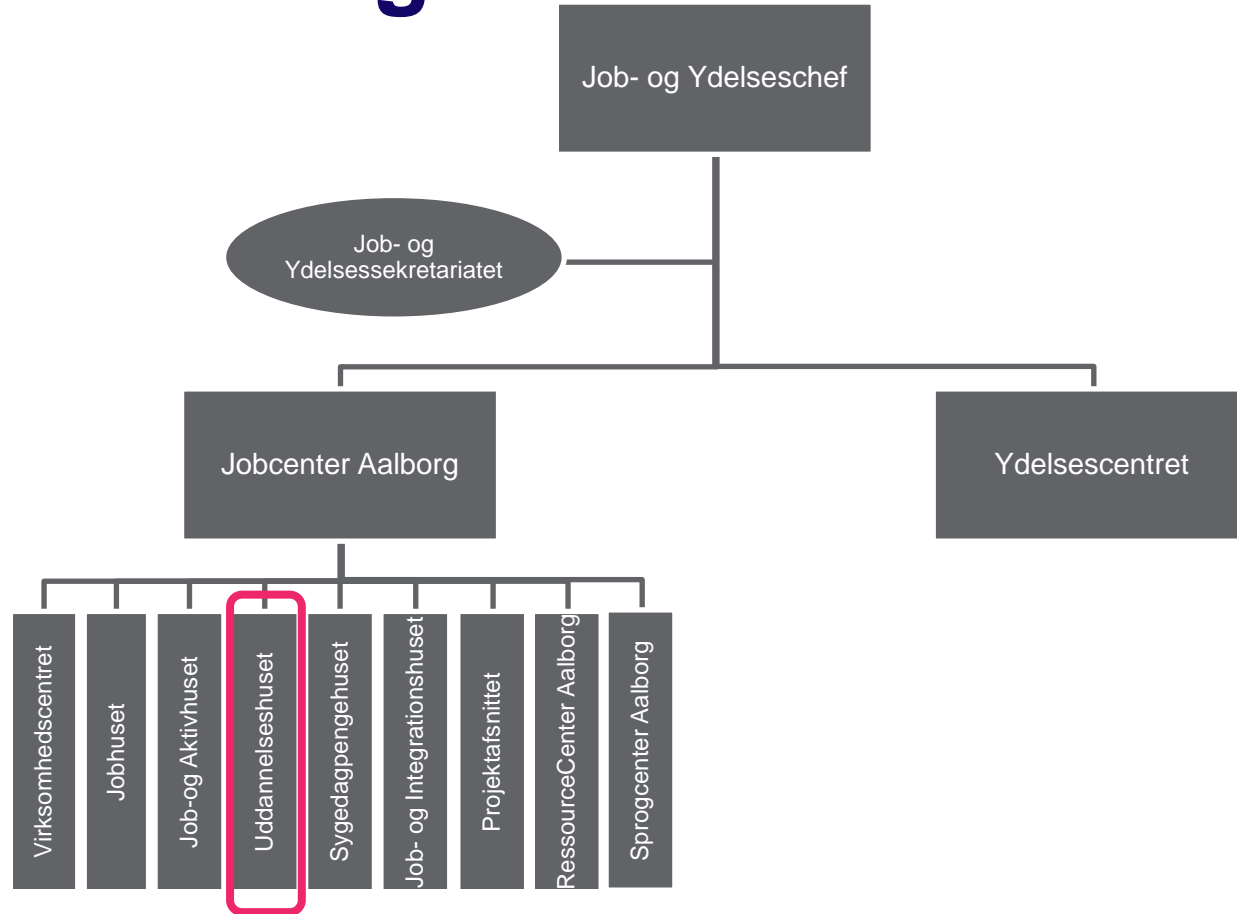 g
Job- og Ydelseschef
Job- og
Ydelsessekretariatet
Jobcenter Aalborg
Ydelsescentret
Virksomhedscentret
Jobhuset
Job-og Aktivhuset
Uddannelseshuset
Sygedagpengehuset
Job- og Integrationshuset
Projektafsnittet
RessourceCenter Aalborg
Sprogcenter Aalborg